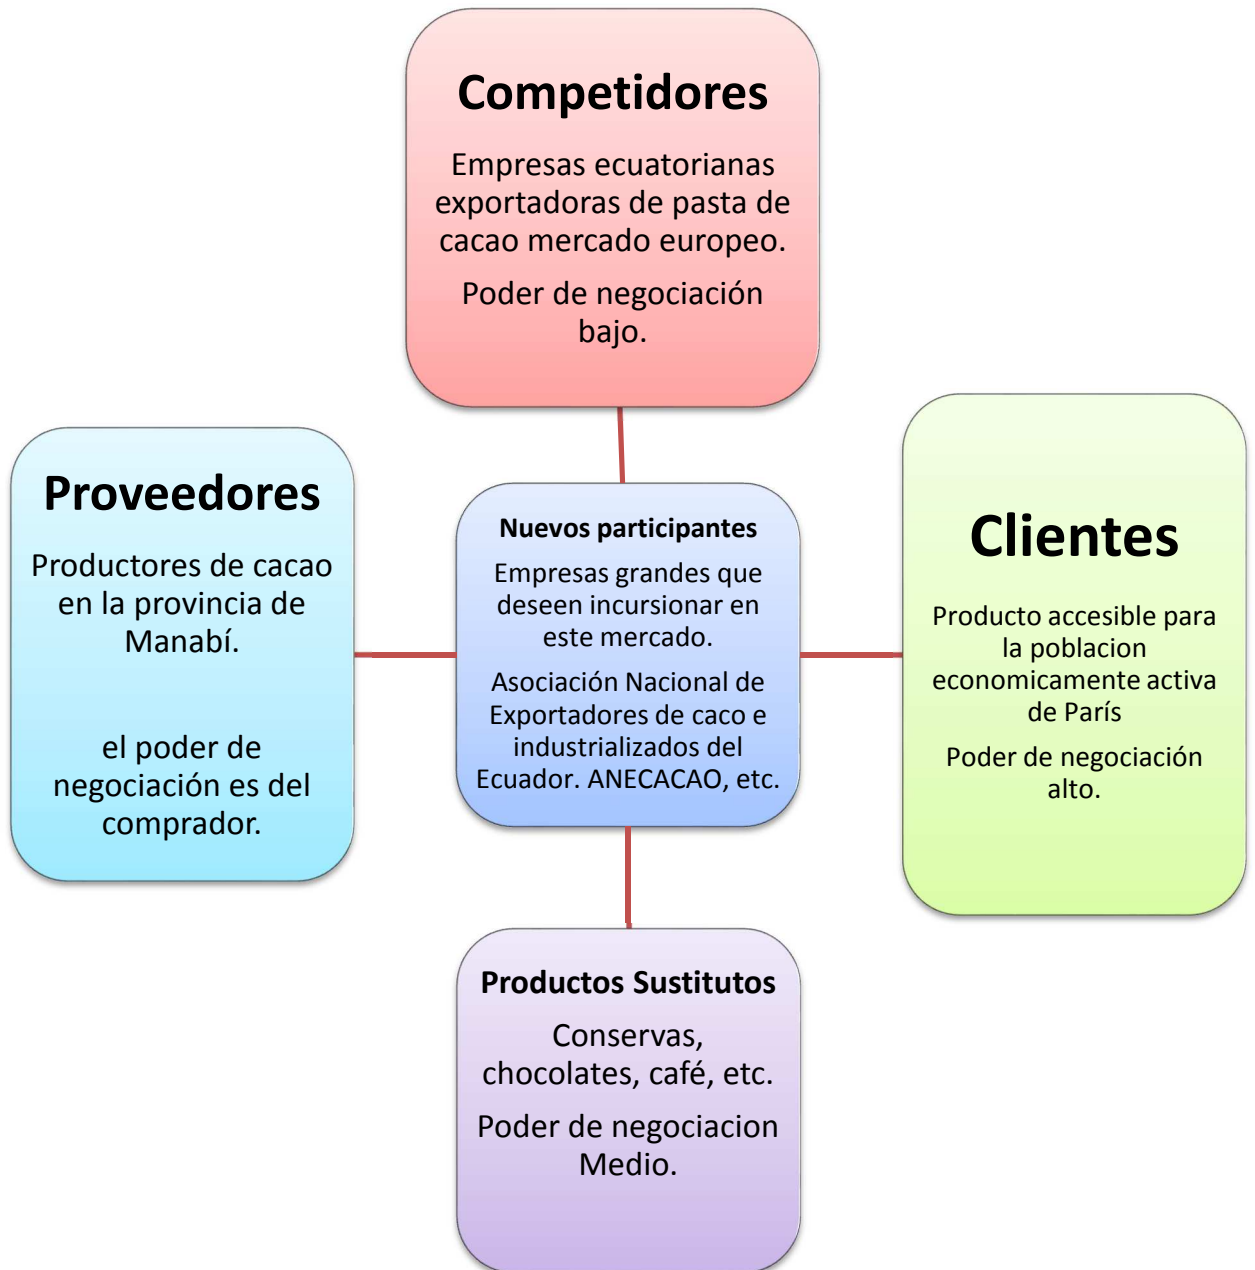 Competidores
Empresas ecuatorianas
exportadoras de pasta de
cacao mercado europeo.
Poder de negociación
bajo.
Proveedores
Productores de cacao
en la provincia de
Manabí.
el poder de
negociación es del
comprador.
Nuevos participantes
Empresas grandes que
deseen incursionar en
este mercado.
Asociación Nacional de
Exportadores de caco e
industrializados del
Ecuador. ANECACAO, etc.
Clientes
Producto accesible para
la poblacion
economicamente activa
de París
Poder de negociación
alto.
Productos Sustitutos
Conservas,
chocolates, café, etc.
Poder de negociacion
Medio.